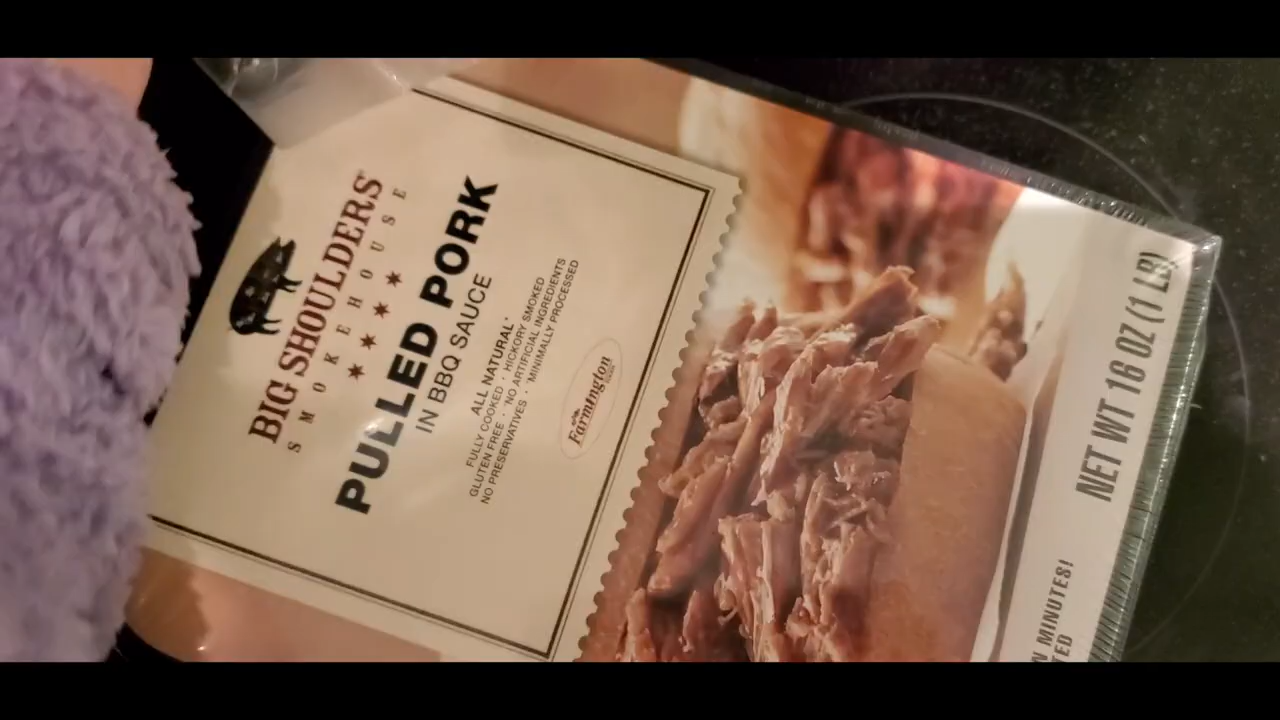 BIG SHOULDERS
SMOKEHOUSE
PULLED PORK
IN BBQ SAUCE
ALL NATURAL*
FULLY COOKED · HICKORY SMOKED
GLUTEN FREE · *NO ARTIFICIAL INGREDIENTS
NO PRESERVATIVES · *MINIMALLY PROCESSED
Farmington
NET WT 16 OZ (1 LB)
N MINUTES!
TED